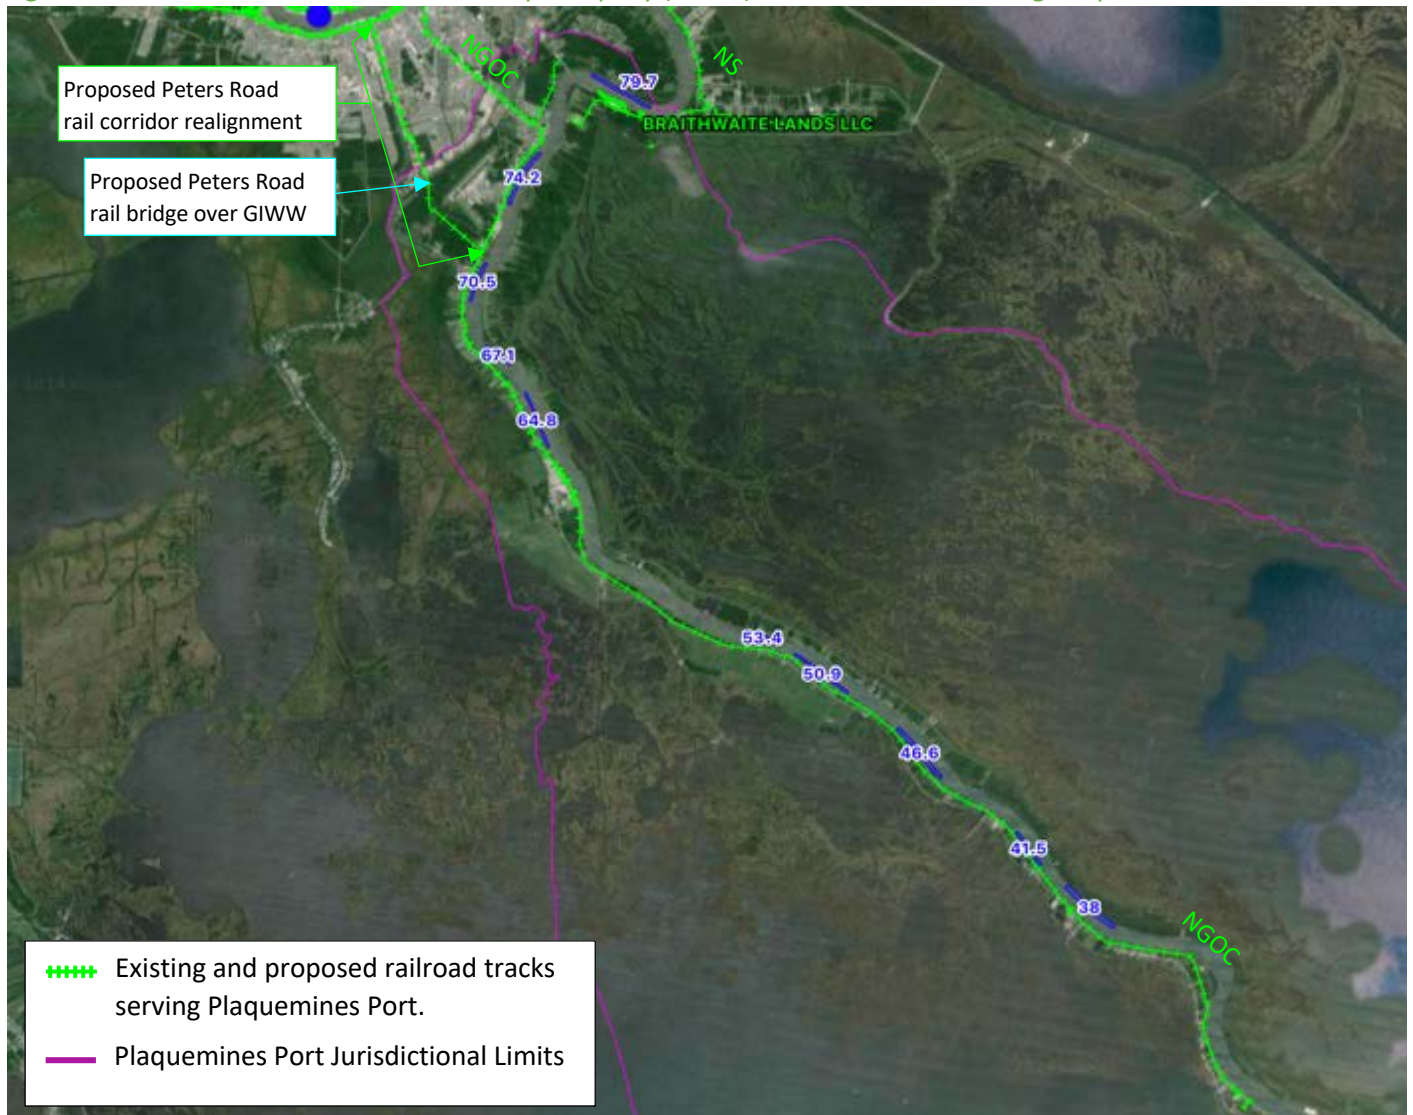 NGOC
NS
79.7
Proposed Peters Road
rail corridor realignment
BRAITHWAITE LANDS LLC
Proposed Peters Road
rail bridge over GIWW
74.2
70.5
67.1
64.8
53.4
50.9
46.6
41.5
38
NGOC
Existing and proposed railroad tracks
serving Plaquemines Port.
Plaquemines Port Jurisdictional Limits